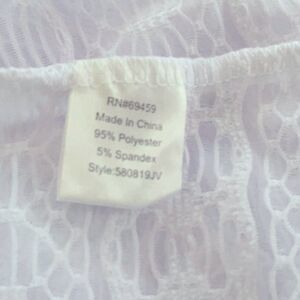 RN#69459
Made In China
95% Polyester
5% Spandex
Style:580819JV